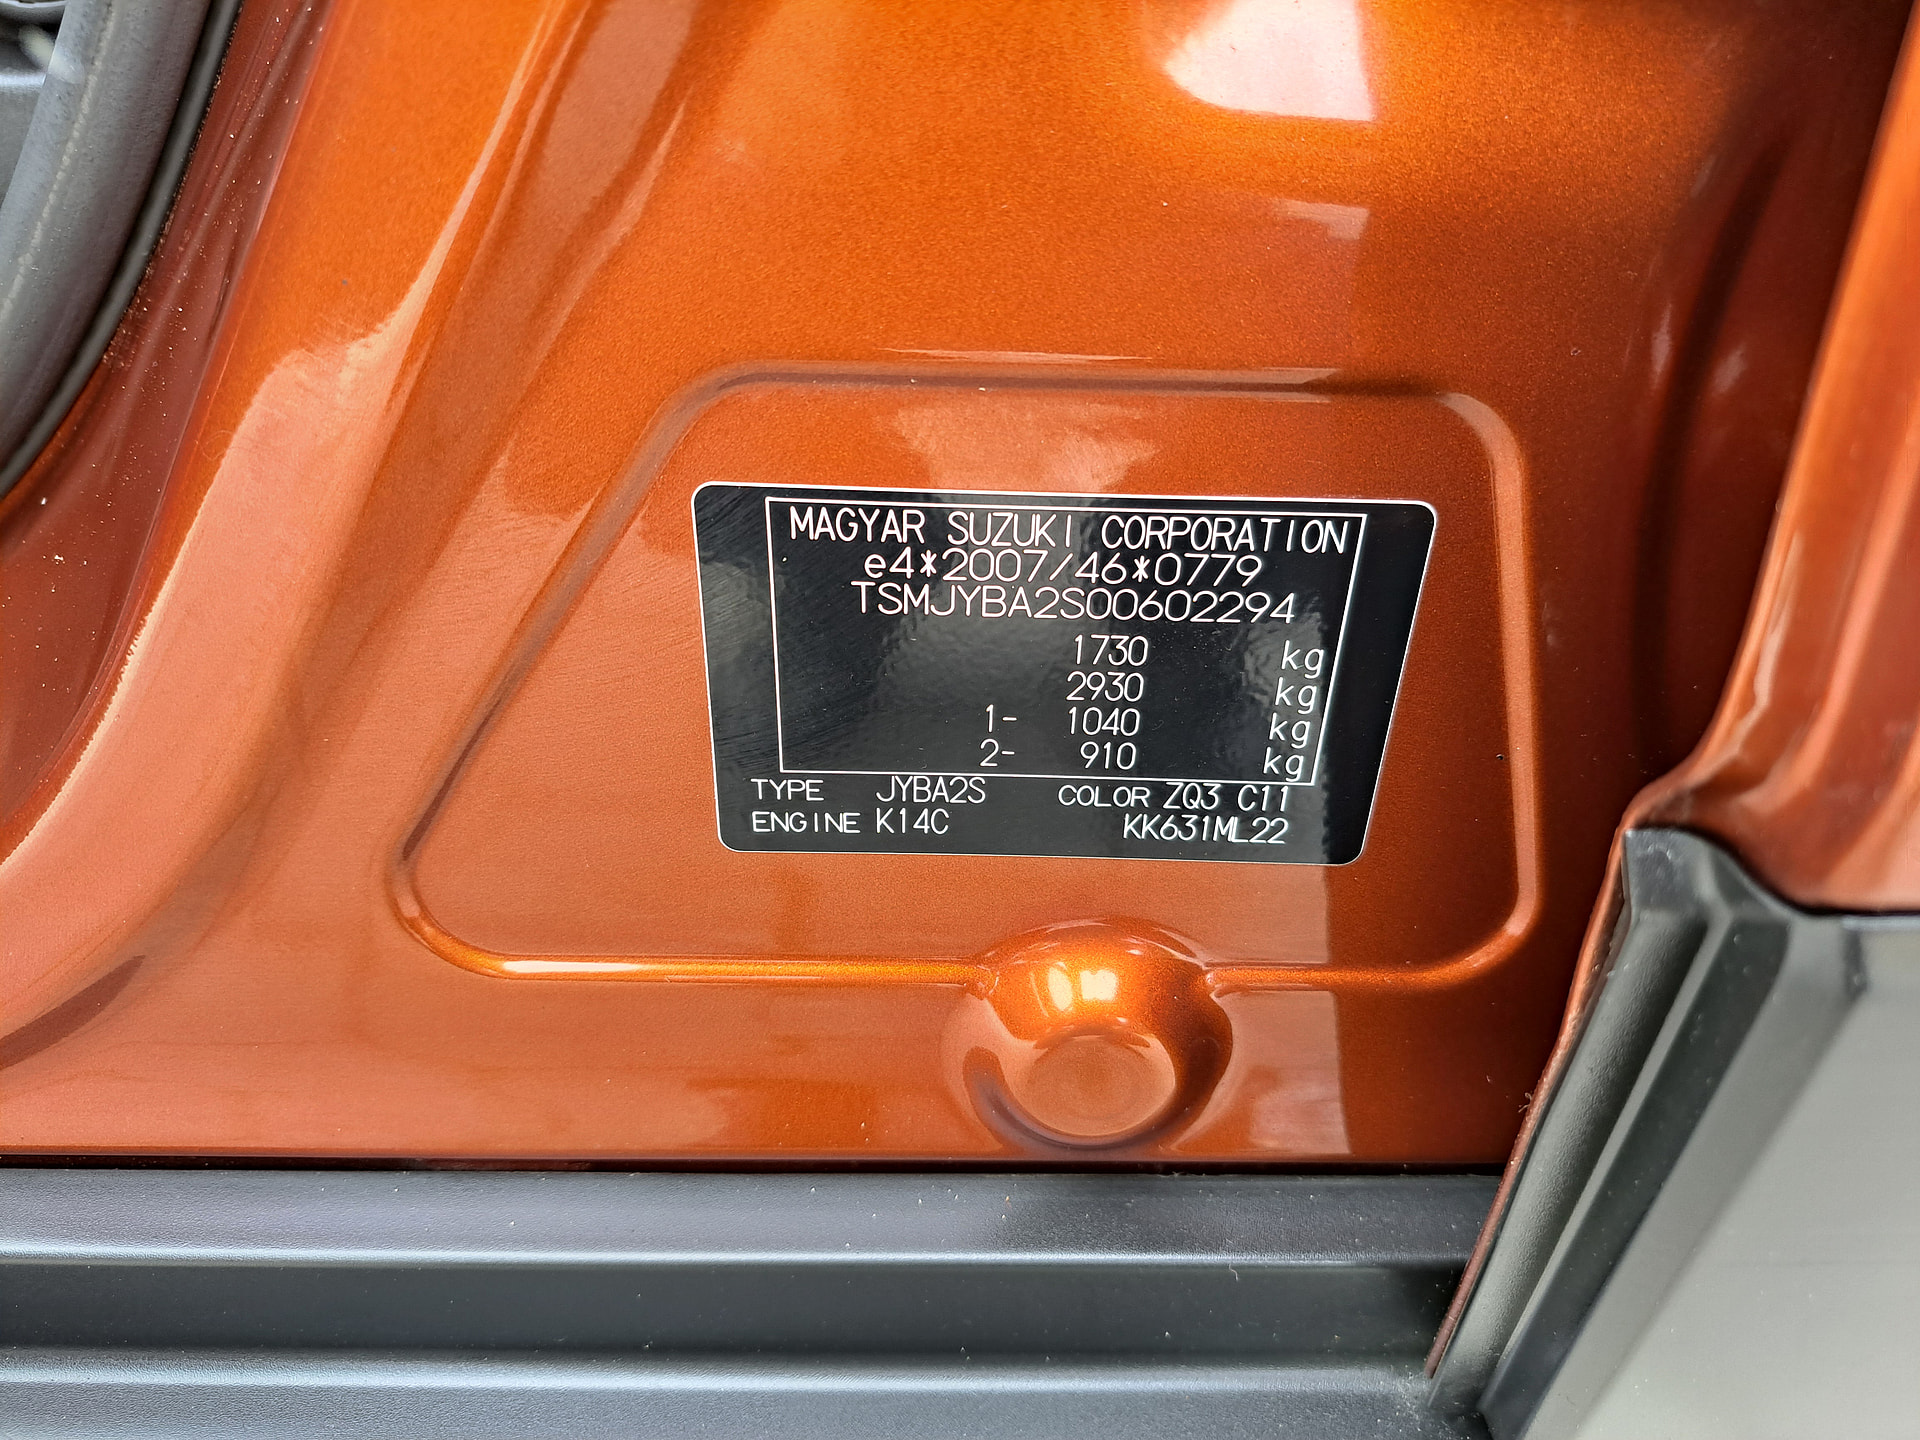 MAGYAR SUZUKI CORPORATION
e4*2007/46*0779
TSMJYBA2S00602294
1730 kg
2930 kg
1- 1040 kg
2- 910 kg
TYPE JYBA2S COLOR ZQ3 C11
ENGINE K14C KK631ML22